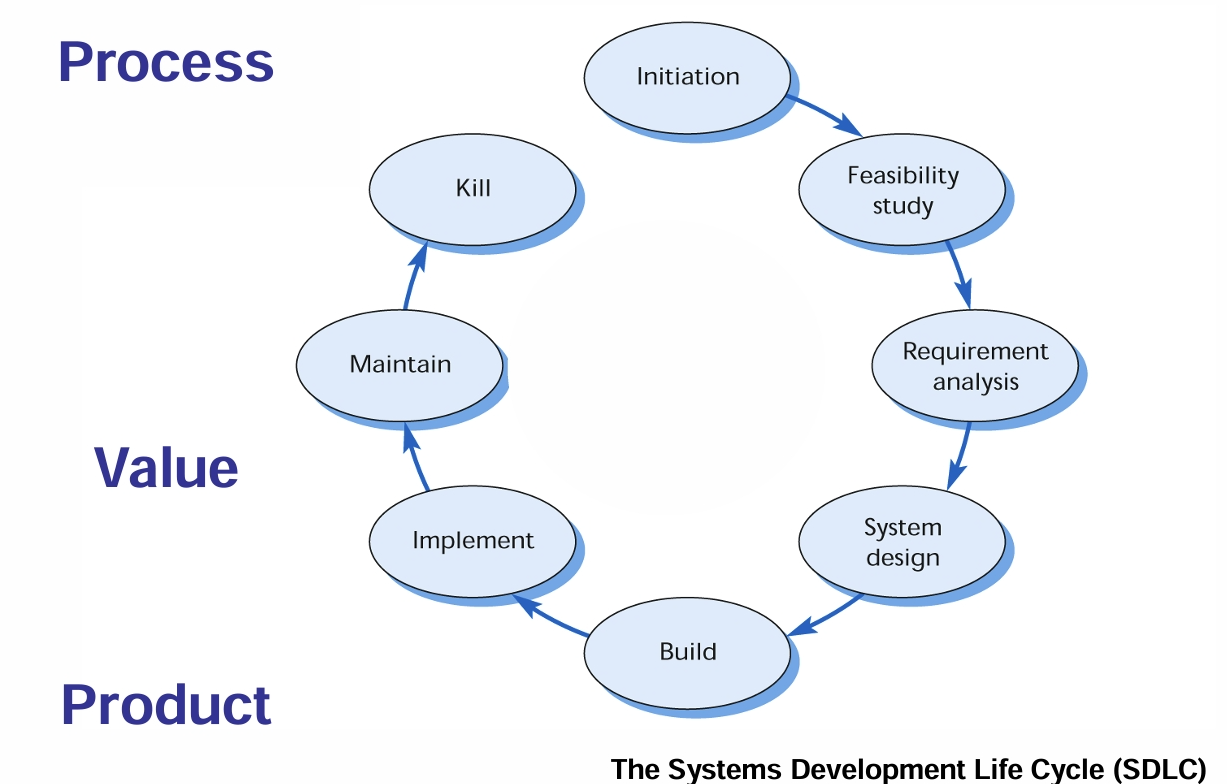 Process
Initiation
Kill
Feasibility
study
Maintain
Requirement
analysis
Value
Implement
System
design
Build
Product
The Systems Development Life Cycle (SDLC)